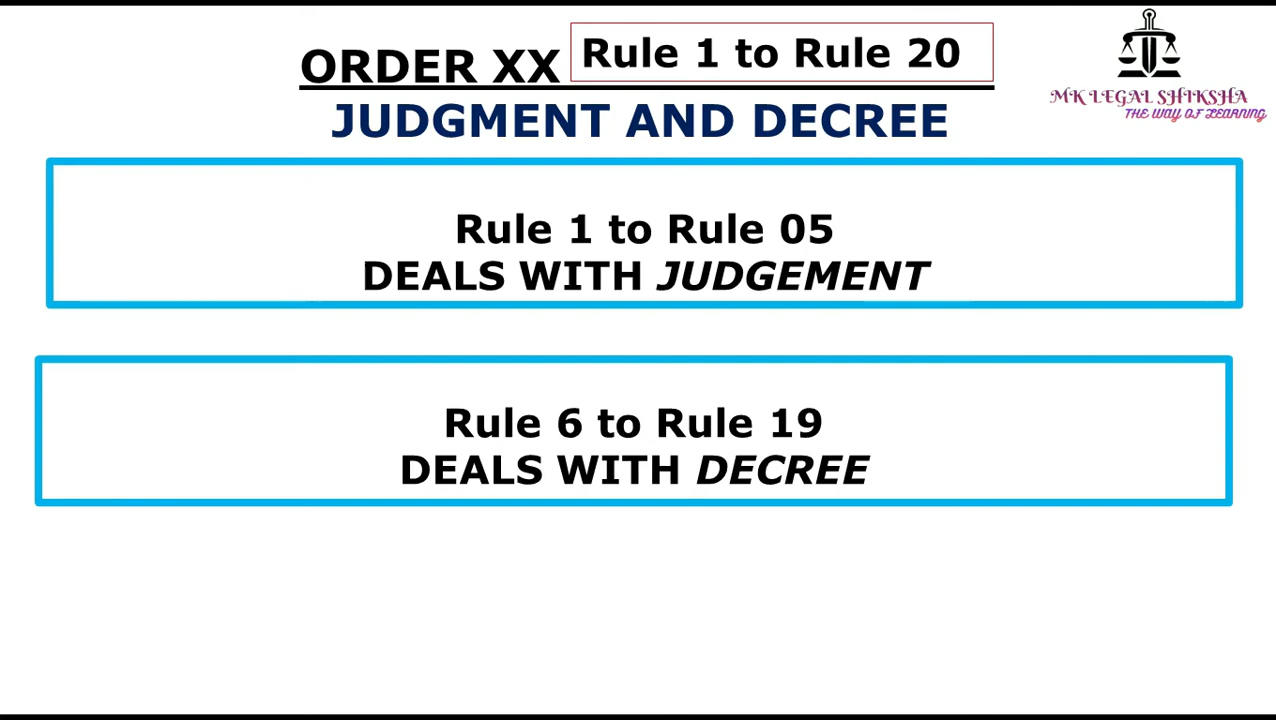 ORDER XX Rule 1 to Rule 20
JUDGMENT AND DECREE
MK LEGAL SHIKSHA
THE WAY OF LEARNING
Rule 1 to Rule 05
DEALS WITH JUDGEMENT
Rule 6 to Rule 19
DEALS WITH DECREE